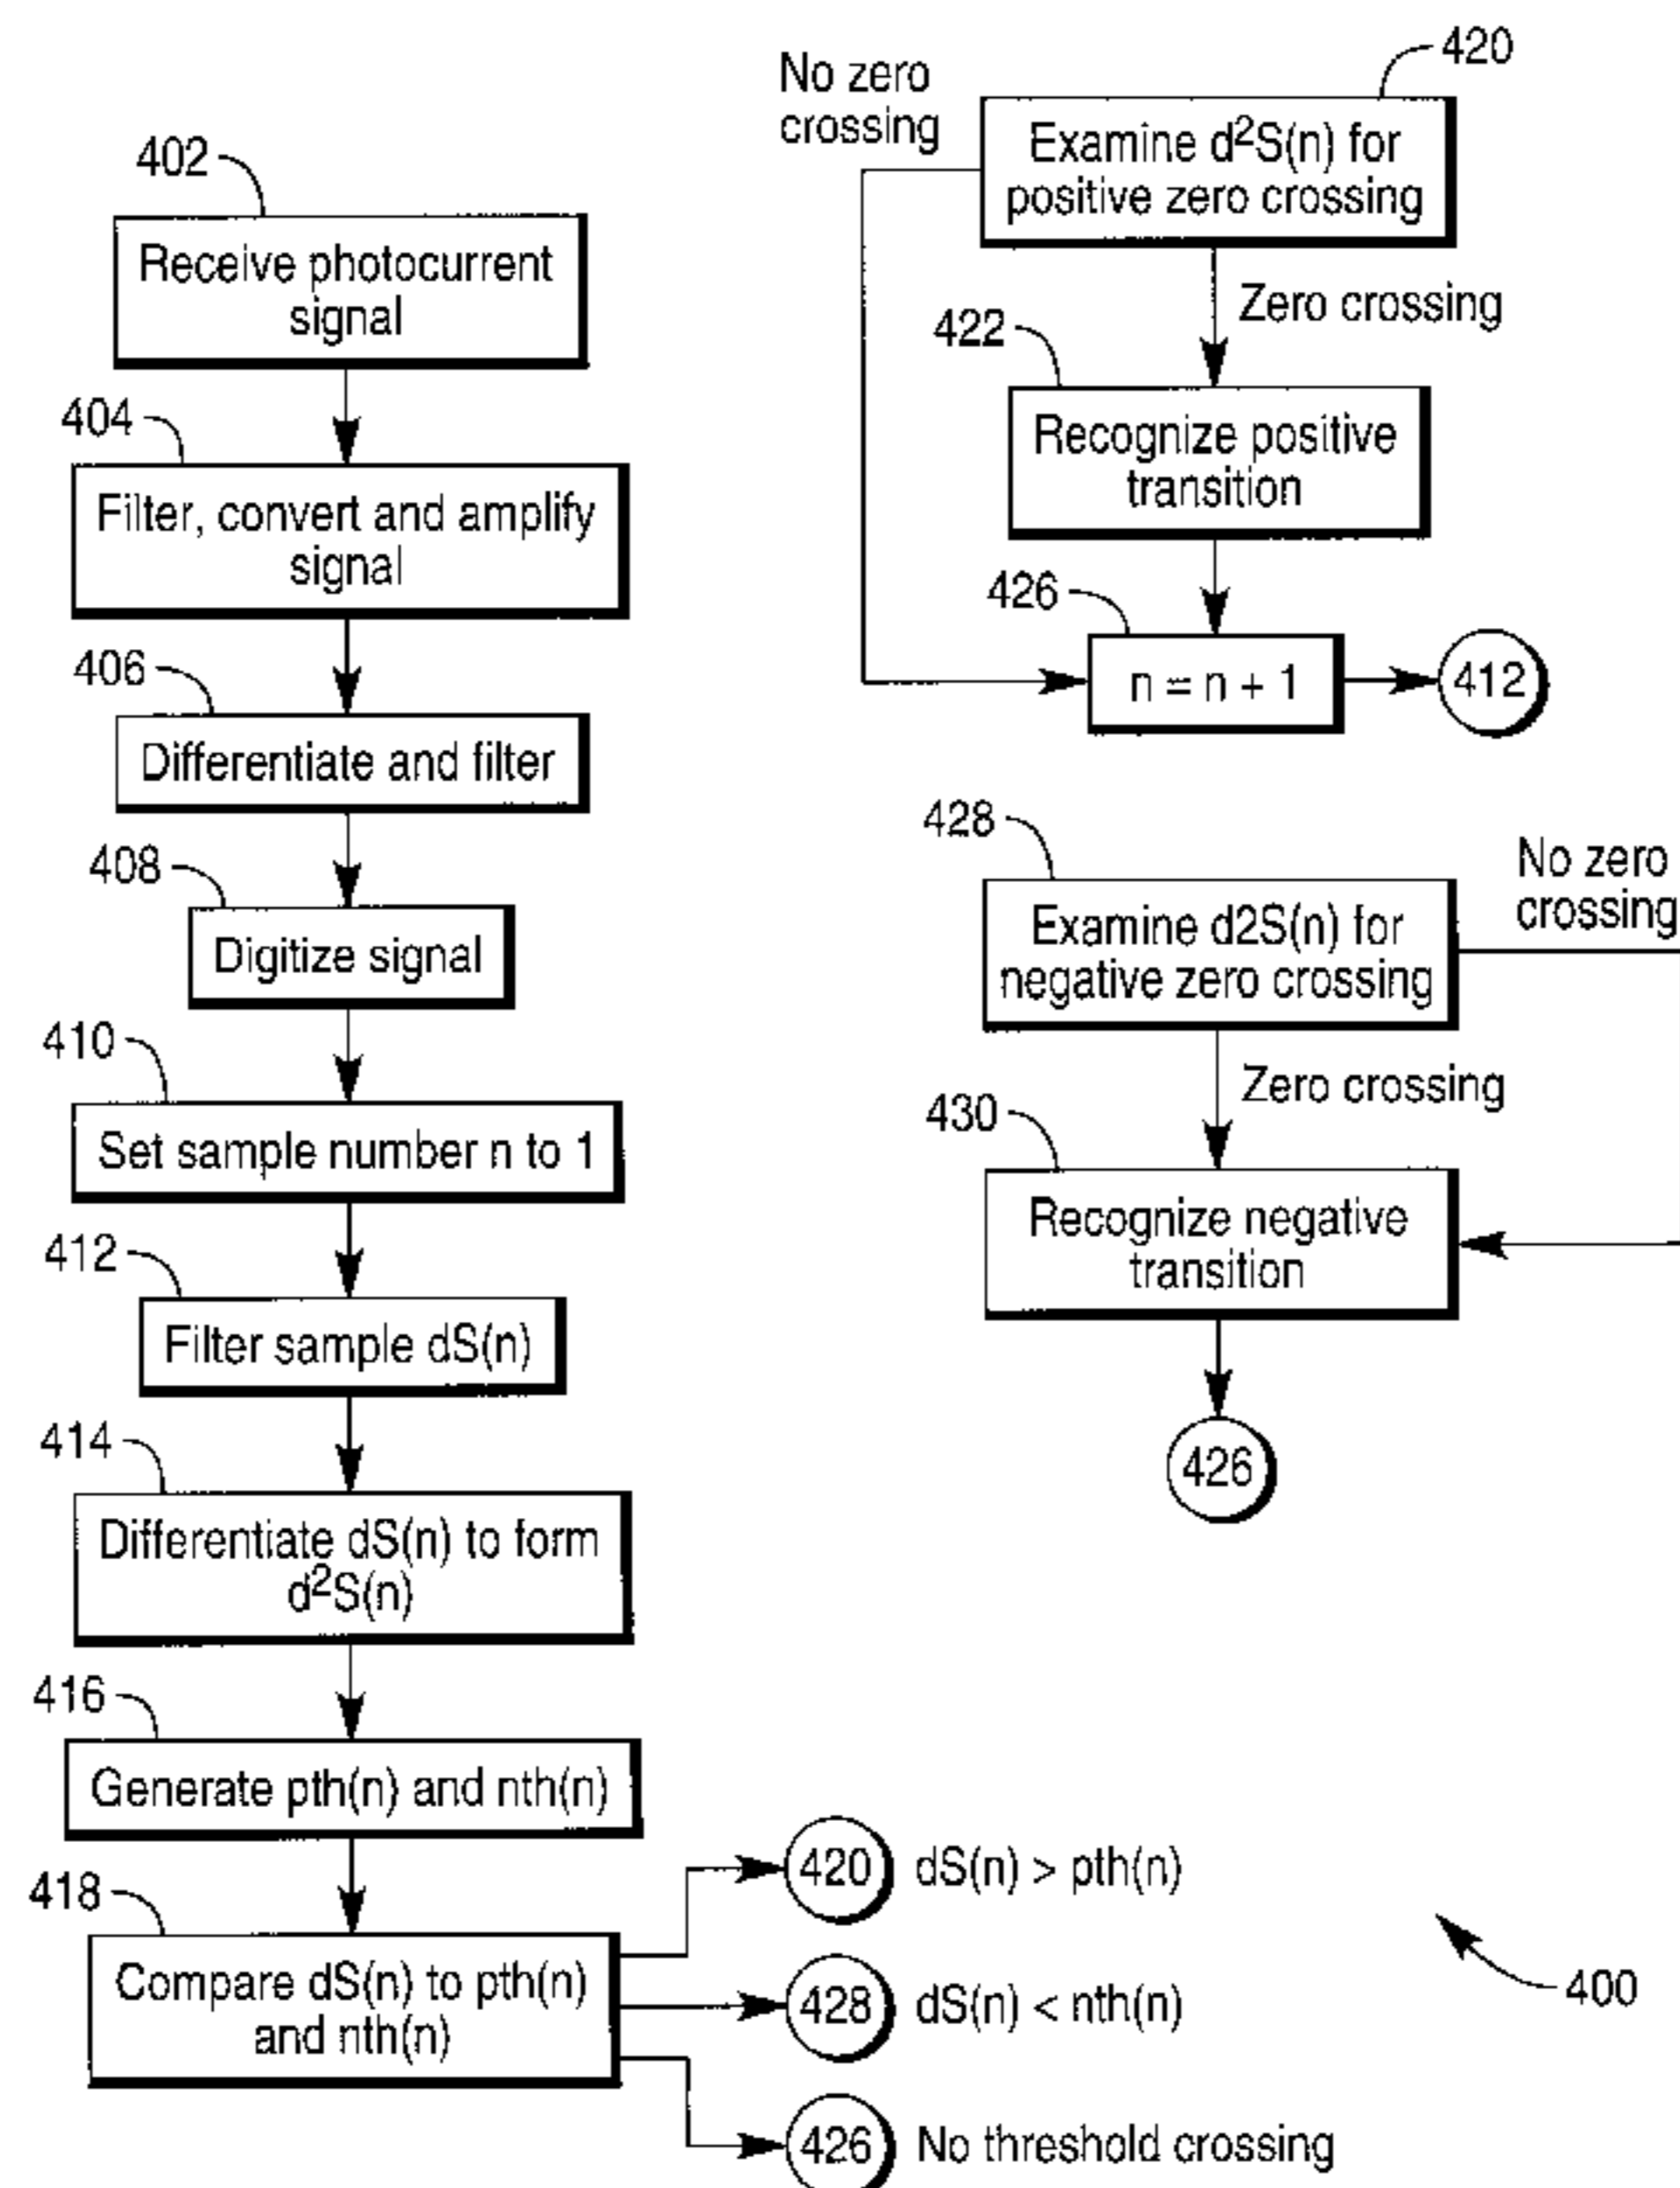 402
Receive photocurrent
signal
404
Filter, convert and amplify
signal
406
Differentiate and filter
408
Digitize signal
410
Set sample number n to 1
412
Filter sample dS(n)
414
Differentiate dS(n) to form
d²S(n)
416
Generate pth(n) and nth(n)
418
Compare dS(n) to pth(n)
and nth(n)
420 dS(n) > pth(n)
428 dS(n) < nth(n)
426 No threshold crossing
420
No zero
crossing
Examine d²S(n) for
positive zero crossing
Zero crossing
422
Recognize positive
transition
426
n = n + 1
412
428
No zero
crossing
Examine d2S(n) for
negative zero crossing
Zero crossing
430
Recognize negative
transition
426
400